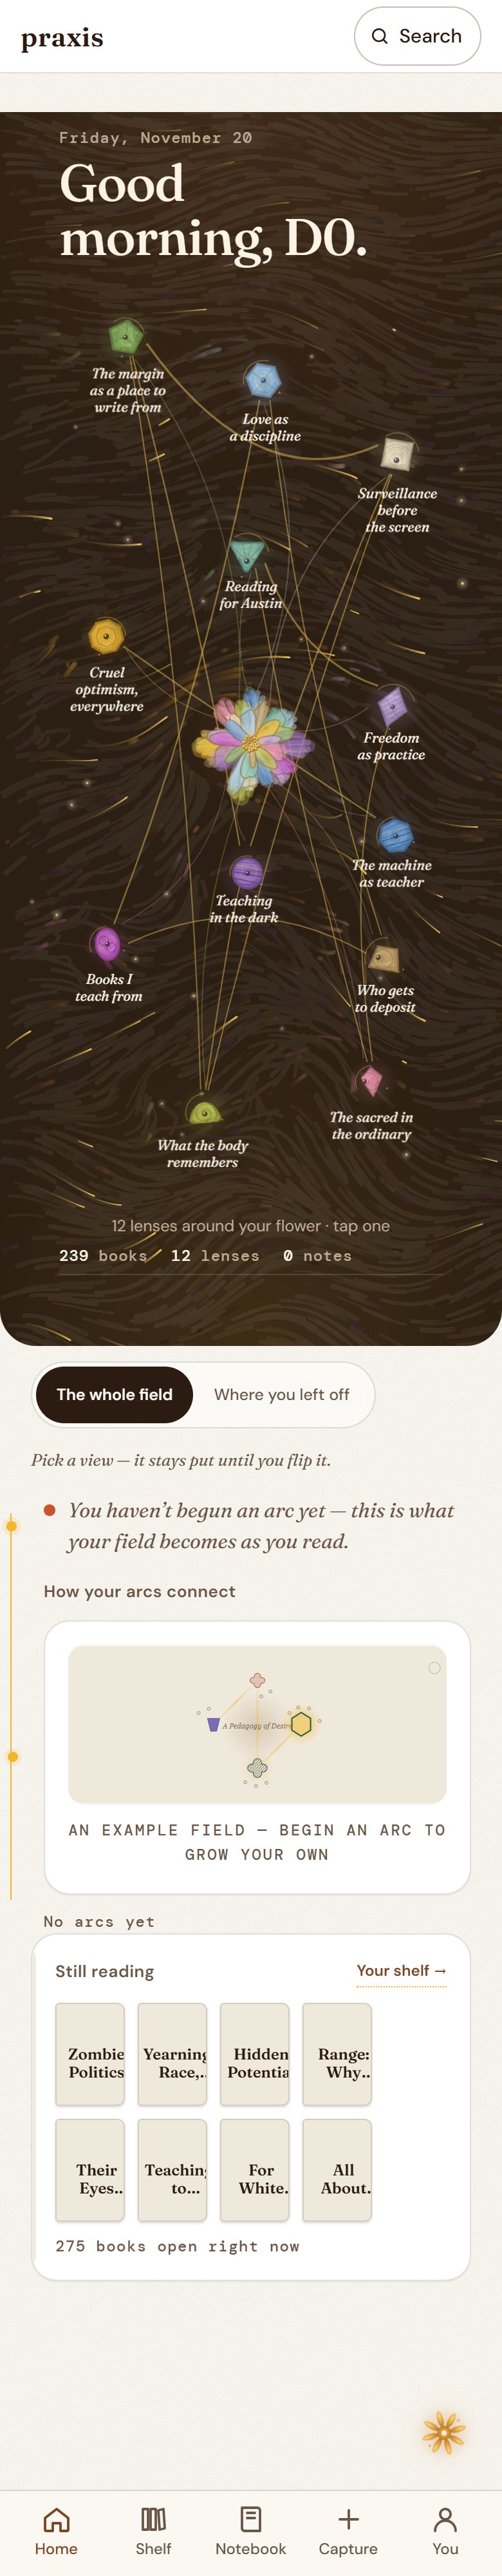 praxis
Search
Friday, November 20
Good
morning, D0.
The margin
as a place to
write from
Love as
a discipline
Surveillance
before
the screen
Reading
for Austin
Cruel
optimism,
everywhere
Freedom
as practice
The machine
as teacher
Teaching
in the dark
Books I
teach from
Who gets
to deposit
The sacred in
the ordinary
What the body
remembers
12 lenses around your flower · tap one
239 books 12 lenses 0 notes
The whole field
Where you left off
Pick a view — it stays put until you flip it.
You haven’t begun an arc yet — this is what
your field becomes as you read.
How your arcs connect
A Pedagogy of Desire
AN EXAMPLE FIELD — BEGIN AN ARC TO
GROW YOUR OWN
No arcs yet
Still reading
Your shelf →
Zombie
Politics
Yearning
Race,..
Hidden
Potentia
Range:
Why..
Their
Eyes..
Teaching
to...
For
White.
All
About.
275 books open right now
Home
Shelf
Notebook
Capture
You